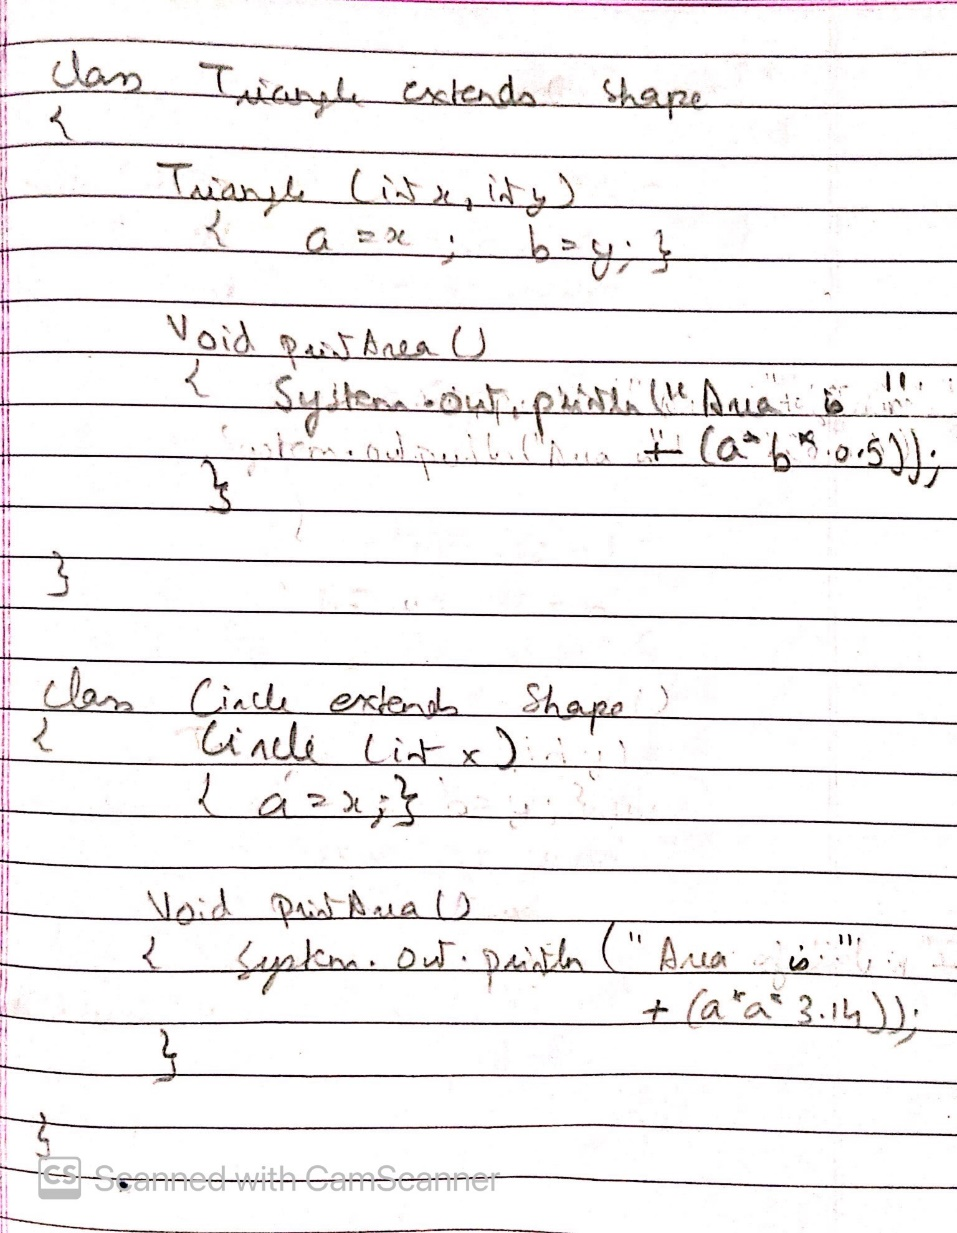 class Triangle extends Shape
{
Triangle (int x, int y)
{ a = x ; b = y; }
Void printArea ()
{ System.out.println (" Area is "
+ (a*b*0.5));
}
}
class Circle extends Shape
{ Circle (int x)
{ a = x; }
Void printArea ()
{ System.out.println ("Area is "
+ (a*a*3.14));
}
}
CS Scanned with CamScanner